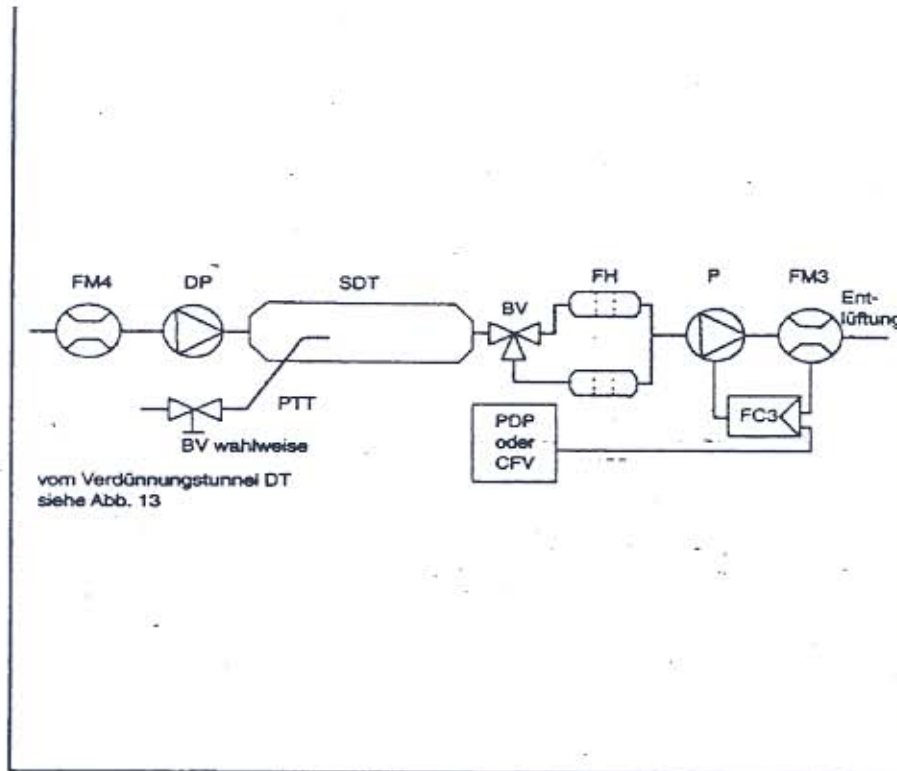 FM4
DP
SDT
BV
FH
P
FM3
Ent-
lüftung
PTT
BV wahlweise
FC3
PDP
oder
CFV
vom Verdünnungstunnel DT
siehe Abb. 13